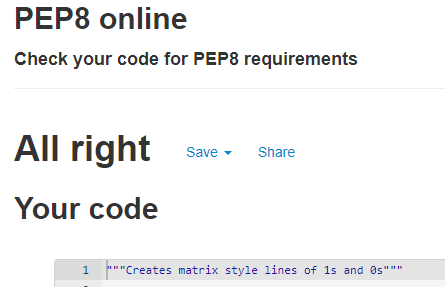 PEP8 online
Check your code for PEP8 requirements
All right Save Share
Your code
1 """Creates matrix style lines of 1s and 0s"""